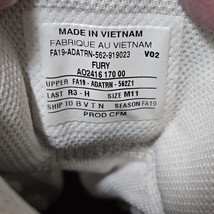 MADE IN VIETNAM
FABRIQUE AU VIETNAM
FA19-ADATRN-562-919023 V02
FURY
AO2416 170 00
UPPER FA19 - ADATRN - 562Z1
LAST R3 - H SIZE M11
SHIP TO B V T N SEASON FA19
PROD CFM